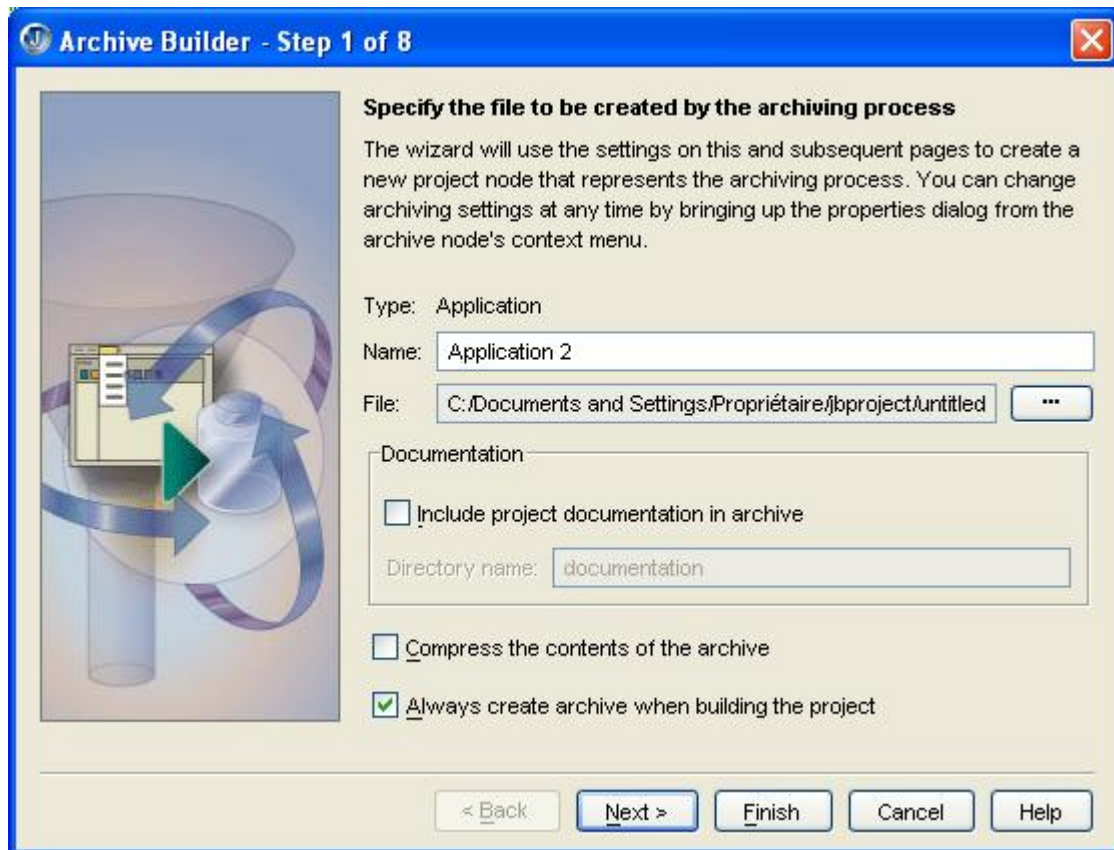 Archive Builder - Step 1 of 8
Specify the file to be created by the archiving process
The wizard will use the settings on this and subsequent pages to create a
new project node that represents the archiving process. You can change
archiving settings at any time by bringing up the properties dialog from the
archive node's context menu.
Type: Application
Name: Application 2
File: C:/Documents and Settings/Propriétaire/jbproject/untitled ...
Documentation
Include project documentation in archive
Directory name: documentation
Compress the contents of the archive
Always create archive when building the project
< Back Next > Finish Cancel Help